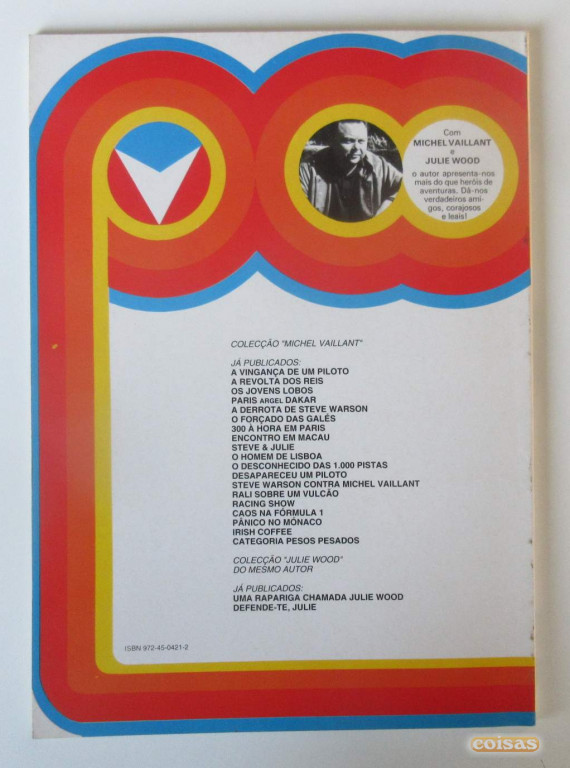 Com
MICHEL VAILLANT
e
JULIE WOOD
o autor apresenta-nos
mais do que heróis de
aventuras. Dá-nos
verdadeiros ami-
gos, corajosos
e leais!
COLECÇÃO "MICHEL VAILLANT"
JÁ PUBLICADOS:
A VINGANÇA DE UM PILOTO
A REVOLTA DOS REIS
OS JOVENS LOBOS
PARIS ARGEL DAKAR
A DERROTA DE STEVE WARSON
O FORÇADO DAS GALÉS
300 À HORA EM PARIS
ENCONTRO EM MACAU
STEVE & JULIE
O HOMEM DE LISBOA
O DESCONHECIDO DAS 1.000 PISTAS
DESAPARECEU UM PILOTO
STEVE WARSON CONTRA MICHEL VAILLANT
RALI SOBRE UM VULCÃO
RACING SHOW
CAOS NA FÓRMULA 1
PÂNICO NO MÓNACO
IRISH COFFEE
CATEGORIA PESOS PESADOS
COLECÇÃO "JULIE WOOD"
DO MESMO AUTOR
JÁ PUBLICADOS:
UMA RAPARIGA CHAMADA JULIE WOOD
DEFENDE-TE, JULIE
ISBN 972-45-0421-2
coisas